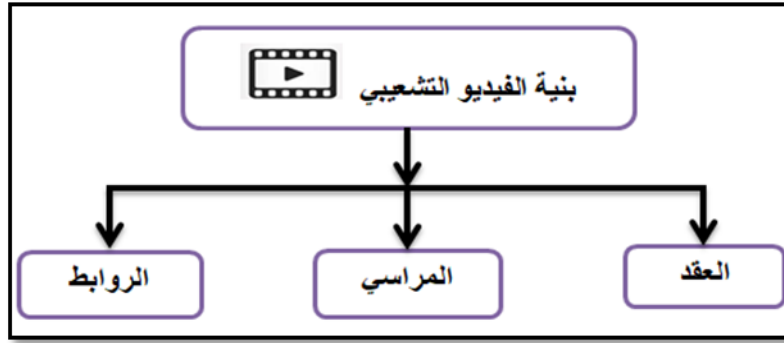 بنية الفيديو التشعيبي
العقد
المراسي
الروابط